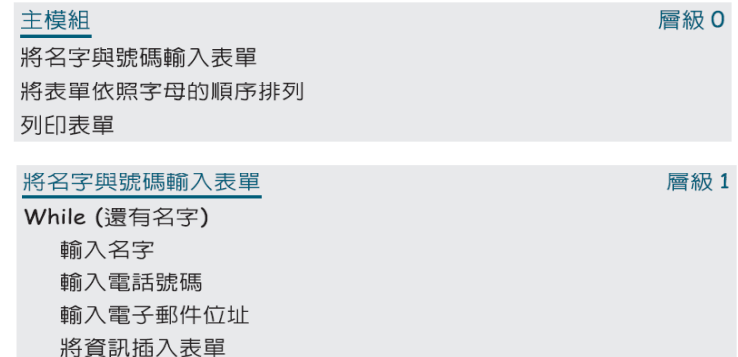 主模組 層級 0
將名字與號碼輸入表單
將表單依照字母的順序排列
列印表單
將名字與號碼輸入表單 層級 1
While (還有名字)
輸入名字
輸入電話號碼
輸入電子郵件位址
將資訊插入表單